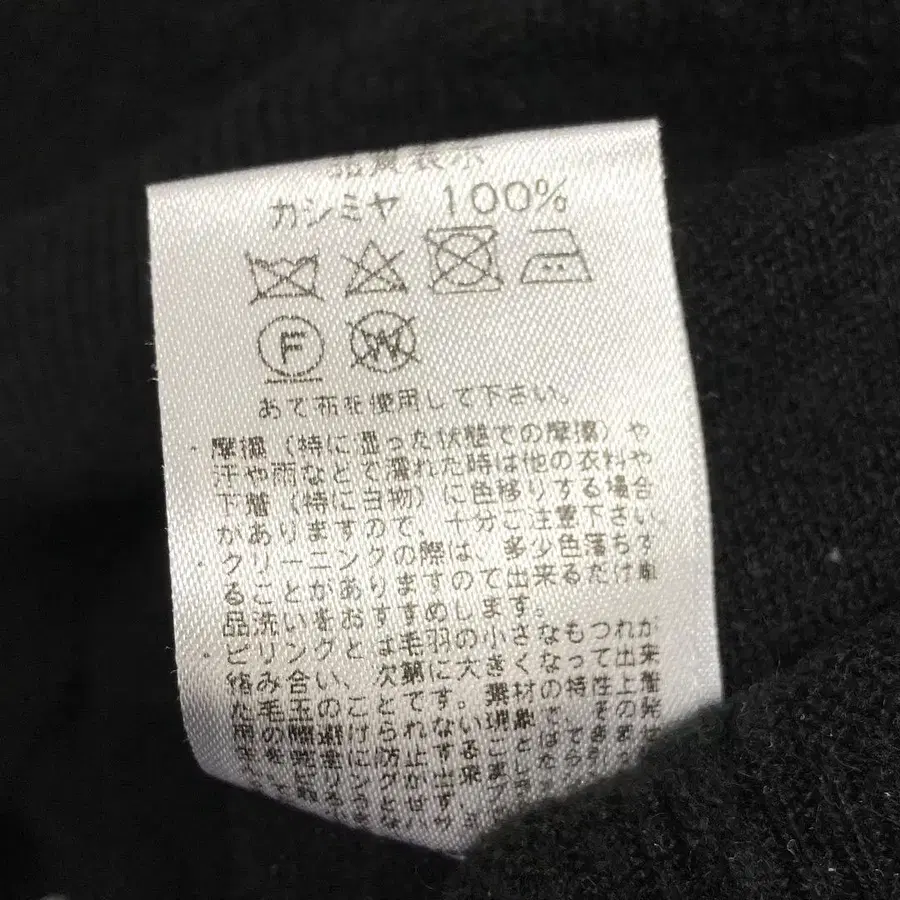 品質表示
カシミヤ 100%
F W
あて布を使用して下さい。
・摩擦（特に湿った状態での摩擦）や
汗や雨などで濡れた時は他の衣料や
下着（特に白物）に色移りする場合
がありますので、十分ご注意下さい。
・クリーニングの際は、多少色落ちす
ることがありますので出来るだけ単
品洗いをおすすめします。
・ピリングとは毛羽の小さなもつれが
絡み合い、次第に大きくなって出来
た毛玉のことです。素材の特性上着
用